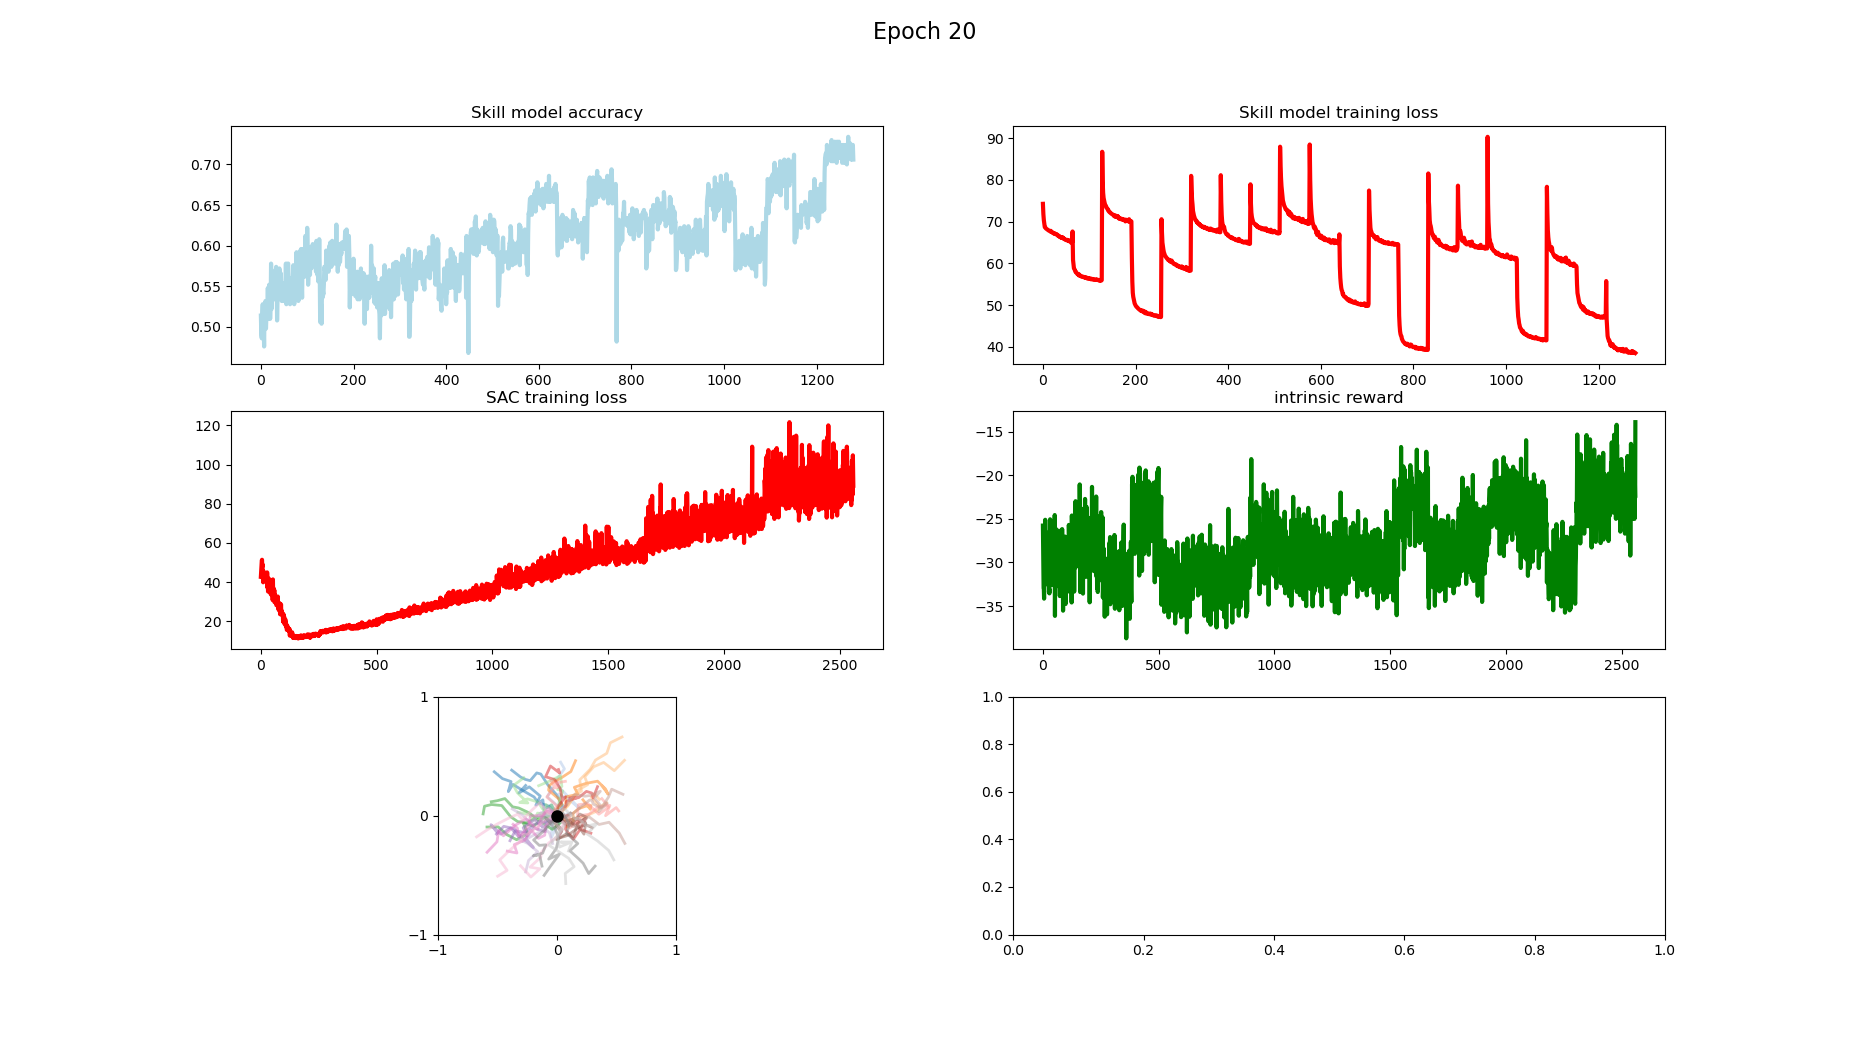 Epoch 20
Skill model accuracy
0.70
0.65
0.60
0.55
0.50
0 200 400 600 800 1000 1200
Skill model training loss
90
80
70
60
50
40
0 200 400 600 800 1000 1200
SAC training loss
120
100
80
60
40
20
0 500 1000 1500 2000 2500
intrinsic reward
−15
−20
−25
−30
−35
0 500 1000 1500 2000 2500
1
0
−1
−1 0 1
1.0
0.8
0.6
0.4
0.2
0.0
0.0 0.2 0.4 0.6 0.8 1.0